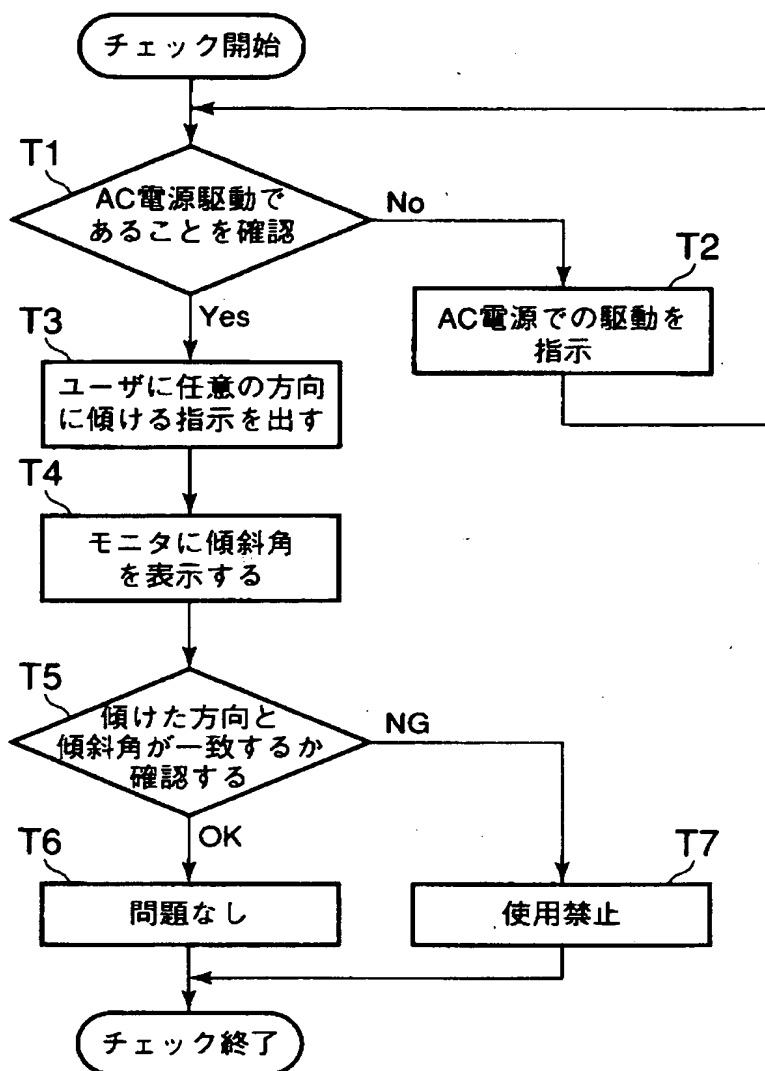 チェック開始
T1
AC電源駆動で
あることを確認
No
T2
AC電源での駆動を
指示
Yes
T3
ユーザに任意の方向
に傾ける指示を出す
T4
モニタに傾斜角
を表示する
T5
傾けた方向と
傾斜角が一致するか
確認する
NG
OK
T6
問題なし
T7
使用禁止
チェック終了